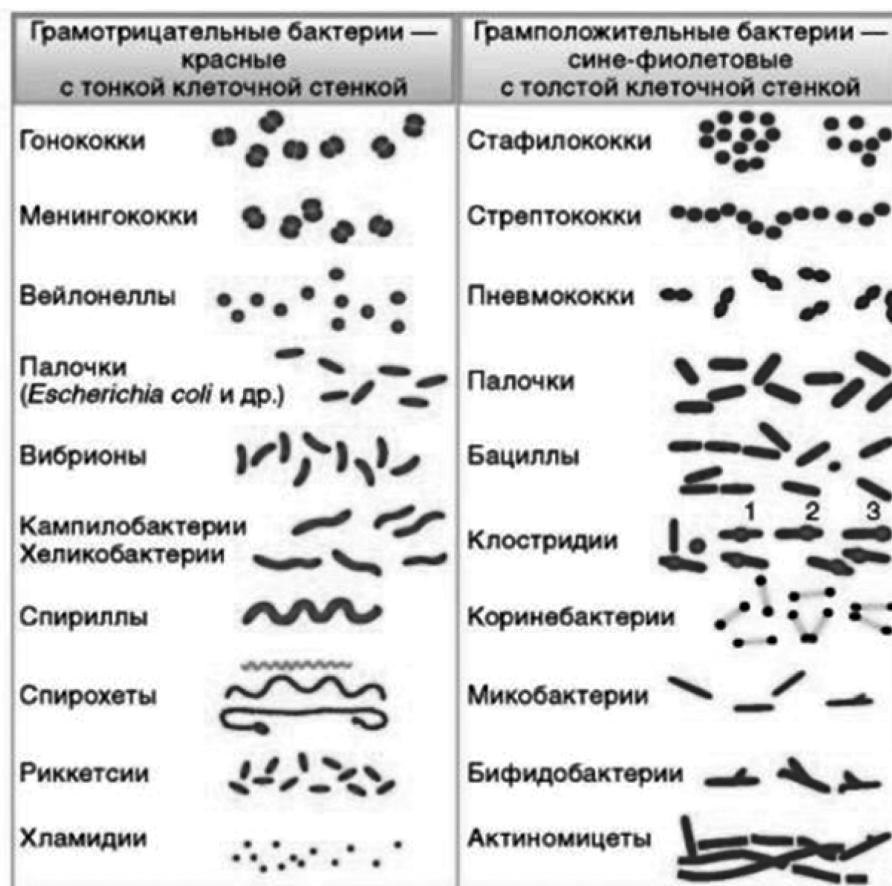 Грамотрицательные бактерии —
красные
с тонкой клеточной стенкой
Грамположительные бактерии —
сине-фиолетовые
с толстой клеточной стенкой
Гонококки
Стафилококки
Менингококки
Стрептококки
Вейлонеллы
Пневмококки
Палочки
(Escherichia coli и др.)
Палочки
Вибрионы
Бациллы
Кампилобактерии
Хеликобактерии
Клостридии
1 2 3
Спириллы
Коринебактерии
Спирохеты
Микобактерии
Риккетсии
Бифидобактерии
Хламидии
Актиномицеты